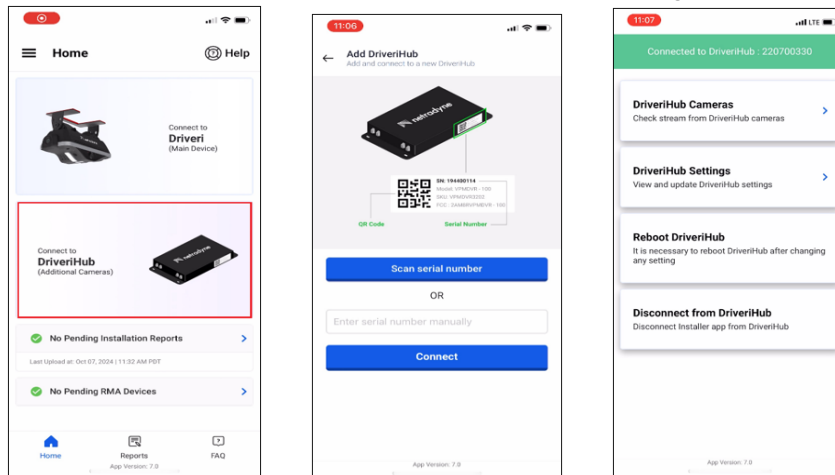 Home
Help
Connect to
Driveri
(Main Device)
Connect to
DriveriHub
(Additional Cameras)
No Pending Installation Reports
Last Upload at: Oct 07, 2024 | 11:32 AM PDT
No Pending RMA Devices
Home
Reports
FAQ
App Version: 7.0
11:06
Add DriveriHub
Add and connect to a new DriveriHub
netradyne
SN: 194400114
Model: VPMDVR - 100
QR Code
Serial Number
Scan serial number
OR
Enter serial number manually
Connect
App Version: 7.0
11:07
LTE
Connected to DriveriHub : 220700330
DriveriHub Cameras
Check stream from DriveriHub cameras
DriveriHub Settings
View and update DriveriHub settings
Reboot DriveriHub
It is necessary to reboot DriveriHub after changing
any setting
Disconnect from DriveriHub
Disconnect Installer app from DriveriHub
App Version: 7.0